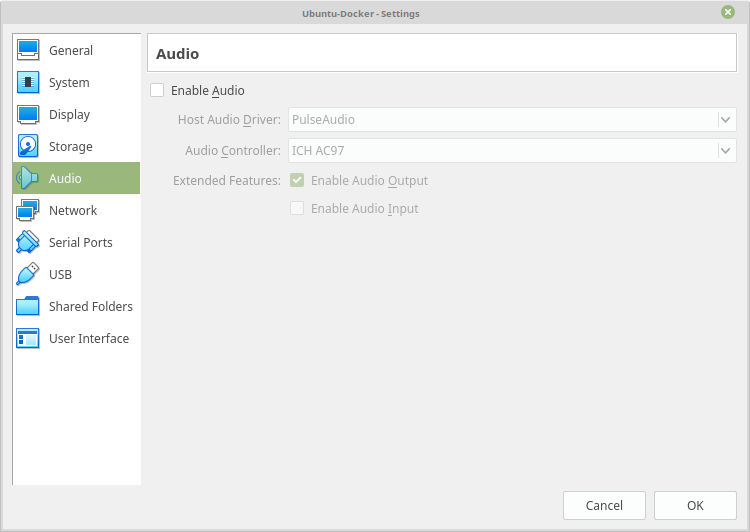 Ubuntu-Docker - Settings
General
System
Display
Storage
Audio
Network
Serial Ports
USB
Shared Folders
User Interface
Audio
Enable Audio
Host Audio Driver: PulseAudio
Audio Controller: ICH AC97
Extended Features: Enable Audio Output
Enable Audio Input
Cancel OK